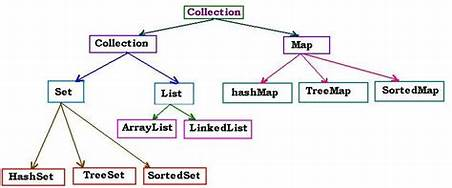 Collection
Collection
Map
Set
List
hashMap
TreeMap
SortedMap
ArrayList
LinkedList
HashSet
TreeSet
SortedSet